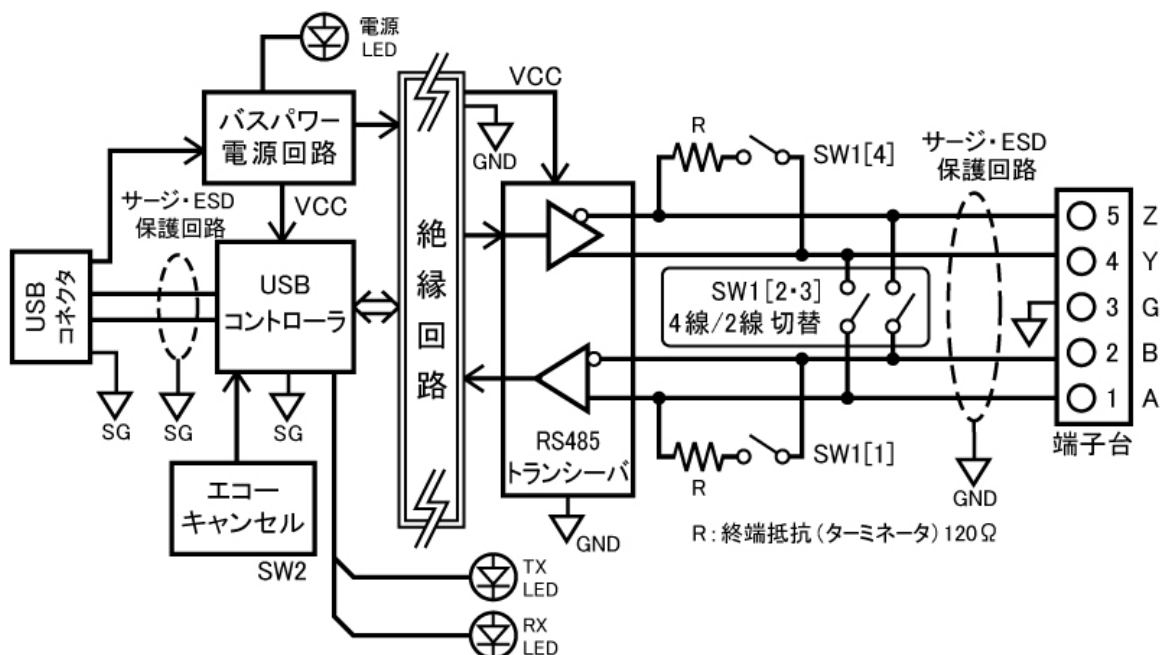 電源
LED
バスパワー
電源回路
VCC
サージ・ESD
保護回路
USB
コネクタ
USB
コントローラ
SG
SG
SG
エコー
キャンセル
SW2
絶縁回路
VCC
GND
RS485
トランシーバ
GND
TX
LED
RX
LED
R
SW1[4]
SW1[2・3]
4線/2線 切替
R
SW1[1]
R：終端抵抗（ターミネータ）120Ω
サージ・ESD
保護回路
GND
5 Z
4 Y
3 G
2 B
1 A
端子台